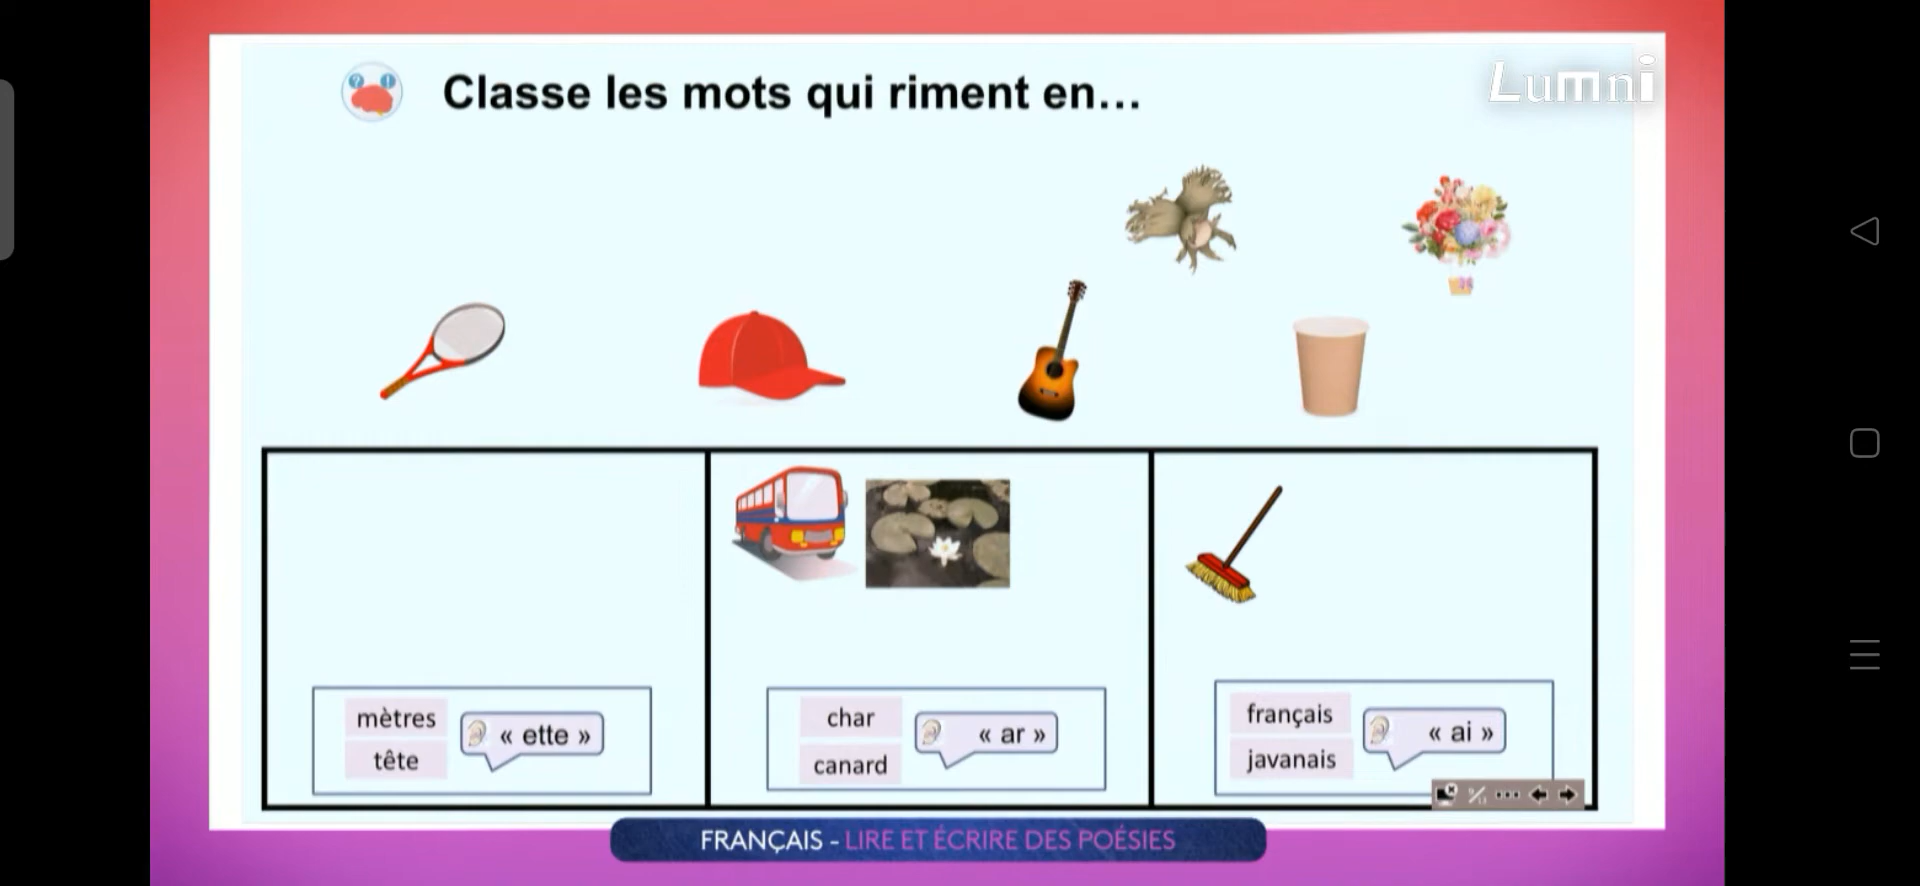 Classe les mots qui riment en...
Lumni
mètres
tête
« ette »
char
canard
« ar »
français
javanais
« ai »
FRANÇAIS - LIRE ET ÉCRIRE DES POÉSIES